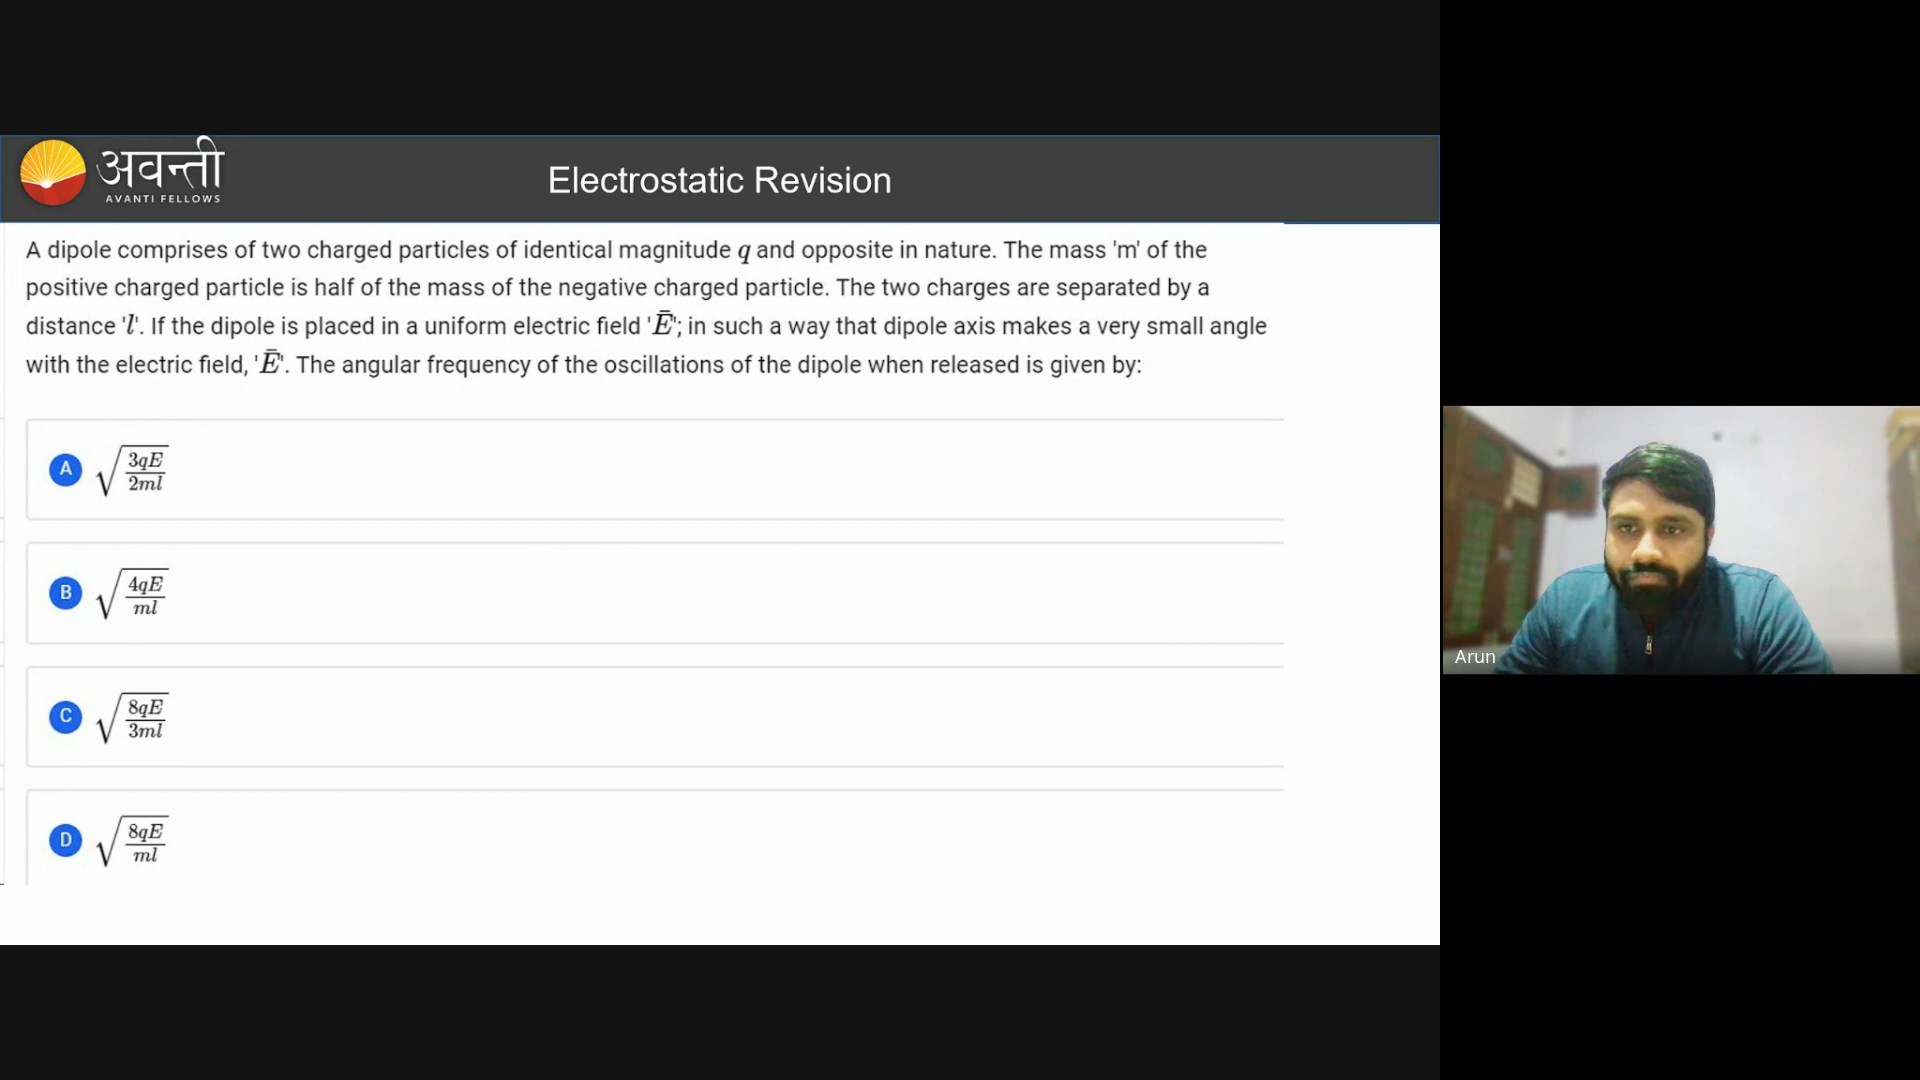 अवन्ती
AVANTI FELLOWS
Electrostatic Revision
A dipole comprises of two charged particles of identical magnitude q and opposite in nature. The mass 'm' of the
positive charged particle is half of the mass of the negative charged particle. The two charges are separated by a
distance 'l'. If the dipole is placed in a uniform electric field 'Ē'; in such a way that dipole axis makes a very small angle
with the electric field, 'Ē'. The angular frequency of the oscillations of the dipole when released is given by:
A √(3qE/2ml)
B √(4qE/ml)
C √(8qE/3ml)
D √(8qE/ml)
Arun